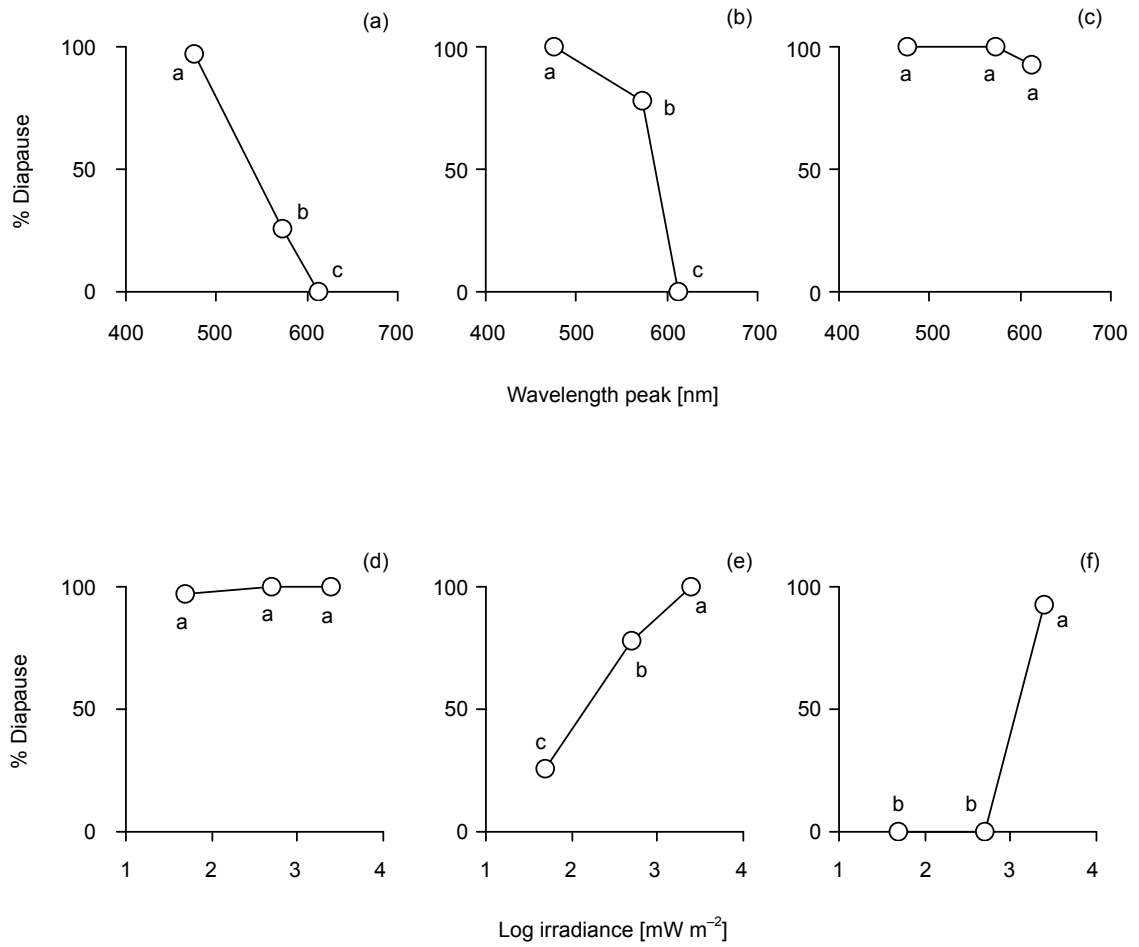 (a)
(b)
(c)
100
50
0
a
b
c
400 500 600 700
100
50
0
a
b
c
400 500 600 700
100
50
0
a
a
a
400 500 600 700
% Diapause
Wavelength peak [nm]
(d)
(e)
(f)
100
50
0
a
a
a
1 2 3 4
100
50
0
c
b
a
1 2 3 4
100
50
0
b
b
a
1 2 3 4
% Diapause
Log irradiance [mW m⁻²]